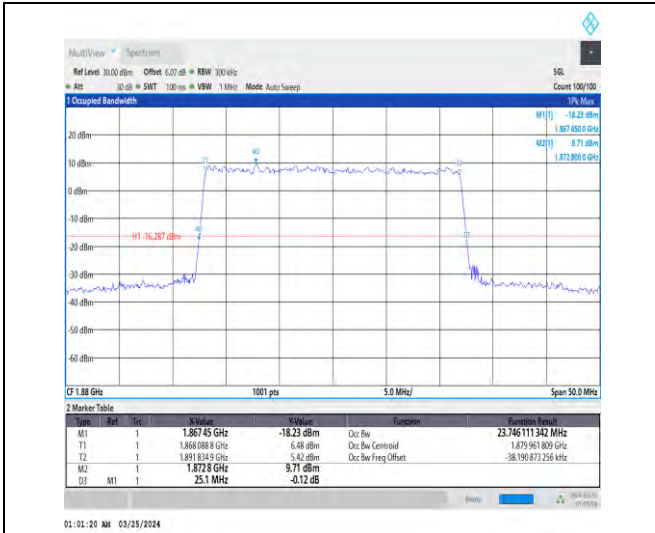 MultiView Spectrum
Ref Level 30.00 dBm Offset 6.07 dB RBW 300 kHz SGL
Att 30 dB SWT 100 ms VBW 1 MHz Mode Auto Sweep Count 100/100
1 Occupied Bandwidth 1Pk Max
M1[1] -18.23 dBm
1.867 450 0 GHz
M2[1] 9.71 dBm
1.872 800 0 GHz
20 dBm
10 dBm
0 dBm
-10 dBm
-20 dBm
-30 dBm
-40 dBm
-50 dBm
-60 dBm
T1 M2 T2
H1 -16.287 dBm
CF 1.88 GHz 1001 pts 5.0 MHz/ Span 50.0 MHz
2 Marker Table
Type Ref Trc X-Value Y-Value Function Function Result
M1 1 1.867 45 GHz -18.23 dBm Occ Bw 23.746 111 342 MHz
T1 1 1.868 088 8 GHz 6.48 dBm Occ Bw Centroid 1.879 961 809 GHz
T2 1 1.891 834 9 GHz 5.42 dBm Occ Bw Freq Offset -38.190 873 256 kHz
M2 1 1.872 8 GHz 9.71 dBm
D3 M1 1 25.1 MHz -0.12 dB
01:01:20 AM 03/25/2024